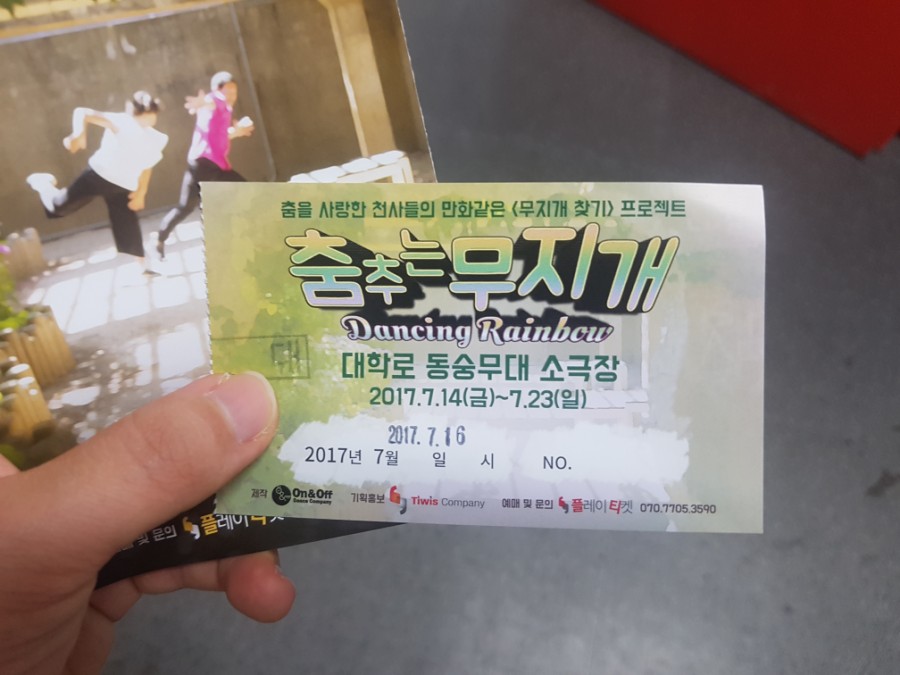 춤을 사랑한 천사들의 만화같은 〈무지개 찾기〉 프로젝트
춤추는무지개
Dancing Rainbow
대학로 동숭무대 소극장
2017.7.14(금)~7.23(일)
대
2017. 7. 16
2017년 7월 일 시 NO.
제작 On&Off Dance Company 기획홍보 Tiwis Company 예매 및 문의 플레이티켓 070.7705.3590
및 문의 플레이티켓